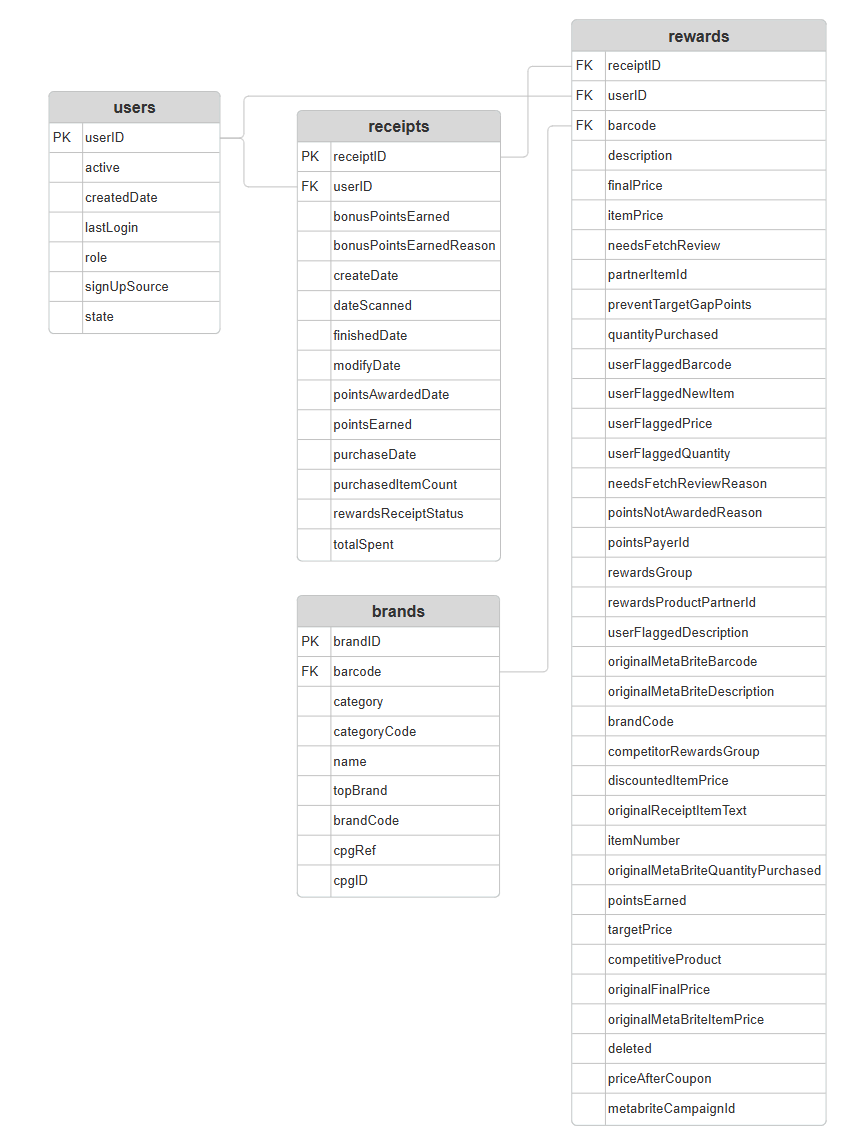 users
PK userID
active
createdDate
lastLogin
role
signUpSource
state
receipts
PK receiptID
FK userID
bonusPointsEarned
bonusPointsEarnedReason
createDate
dateScanned
finishedDate
modifyDate
pointsAwardedDate
pointsEarned
purchaseDate
purchasedItemCount
rewardsReceiptStatus
totalSpent
brands
PK brandID
FK barcode
category
categoryCode
name
topBrand
brandCode
cpgRef
cpgID
rewards
FK receiptID
FK userID
FK barcode
description
finalPrice
itemPrice
needsFetchReview
partnerItemId
preventTargetGapPoints
quantityPurchased
userFlaggedBarcode
userFlaggedNewItem
userFlaggedPrice
userFlaggedQuantity
needsFetchReviewReason
pointsNotAwardedReason
pointsPayerId
rewardsGroup
rewardsProductPartnerId
userFlaggedDescription
originalMetaBriteBarcode
originalMetaBriteDescription
brandCode
competitorRewardsGroup
discountedItemPrice
originalReceiptItemText
itemNumber
originalMetaBriteQuantityPurchased
pointsEarned
targetPrice
competitiveProduct
originalFinalPrice
originalMetaBriteItemPrice
deleted
priceAfterCoupon
metabriteCampaignId